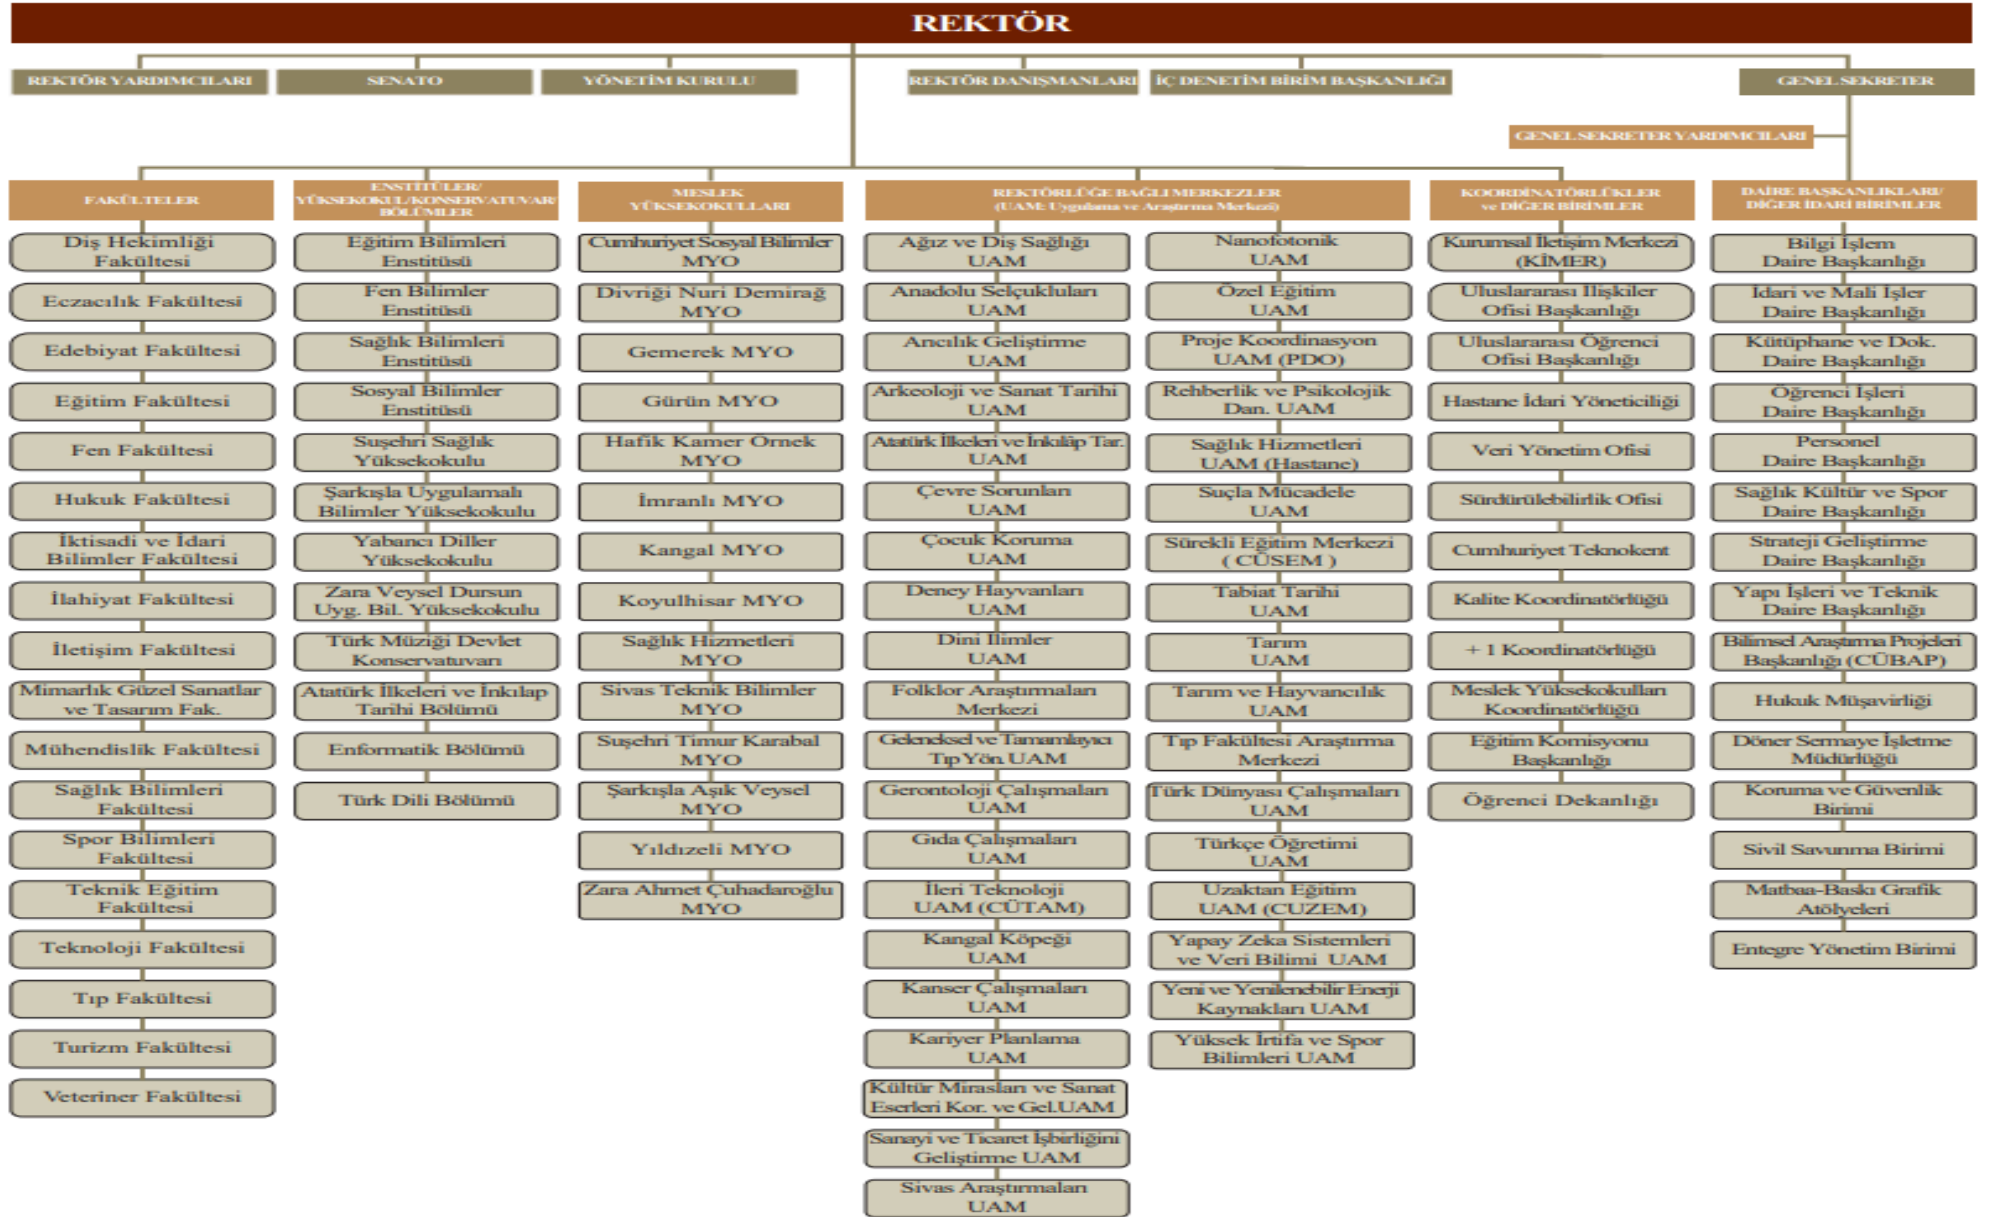 REKTÖR
REKTÖR YARDIMCILARI
SENATO
YÖNETİM KURULU
REKTÖR DANIŞMANLARI
İÇ DENETİM BİRİM BAŞKANLIĞI
GENEL SEKRETER
GENEL SEKRETER YARDIMCILARI
FAKÜLTELER
Diş Hekimliği
Fakültesi
Eczacılık Fakültesi
Edebiyat Fakültesi
Eğitim Fakültesi
Fen Fakültesi
Hukuk Fakültesi
İktisadi ve İdari
Bilimler Fakültesi
İlahiyat Fakültesi
İletişim Fakültesi
Mimarlık Güzel Sanatlar
ve Tasarım Fak.
Mühendislik Fakültesi
Sağlık Bilimleri
Fakültesi
Spor Bilimleri
Fakültesi
Teknik Eğitim
Fakültesi
Teknoloji Fakültesi
Tıp Fakültesi
Turizm Fakültesi
Veteriner Fakültesi
ENSTİTÜLER/
YÜKSEKOKUL/KONSERVATUVAR/
BÖLÜMLER
Eğitim Bilimleri
Enstitüsü
Fen Bilimler
Enstitüsü
Sağlık Bilimleri
Enstitüsü
Sosyal Bilimler
Enstitüsü
Suşehri Sağlık
Yüksekokulu
Şarkışla Uygulamalı
Bilimler Yüksekokulu
Yabancı Diller
Yüksekokulu
Zara Veysel Dursun
Uyg. Bil. Yüksekokulu
Türk Müziği Devlet
Konservatuvarı
Atatürk İlkeleri ve İnkılap
Tarihi Bölümü
Enformatik Bölümü
Türk Dili Bölümü
MESLEK
YÜKSEKOKULLARI
Cumhuriyet Sosyal Bilimler
MYO
Divriği Nuri Demirağ
MYO
Gemerek MYO
Gürün MYO
Hafik Kamer Örnek
MYO
İmranlı MYO
Kangal MYO
Koyulhisar MYO
Sağlık Hizmetleri
MYO
Sivas Teknik Bilimler
MYO
Suşehri Timur Karabal
MYO
Şarkışla Aşık Veysel
MYO
Yıldızeli MYO
Zara Ahmet Çuhadaroğlu
MYO
REKTÖRLÜĞE BAĞLI MERKEZLER
(UAM: Uygulama ve Araştırma Merkezi)
Ağız ve Diş Sağlığı
UAM
Anadolu Selçukluları
UAM
Arıcılık Geliştirme
UAM
Arkeoloji ve Sanat Tarihi
UAM
Atatürk İlkeleri ve İnkılâp Tar.
UAM
Çevre Sorunları
UAM
Çocuk Koruma
UAM
Deney Hayvanları
UAM
Dini İlimler
UAM
Folklor Araştırmaları
Merkezi
Geleneksel ve Tamamlayıcı
Tıp Yön. UAM
Gerontoloji Çalışmaları
UAM
Gıda Çalışmaları
UAM
İleri Teknoloji
UAM (CÜTAM)
Kangal Köpeği
UAM
Kanser Çalışmaları
UAM
Kariyer Planlama
UAM
Kültür Mirasları ve Sanat
Eserleri Kor. ve Gel.UAM
Sanayi ve Ticaret İşbirliğini
Geliştirme UAM
Sivas Araştırmaları
UAM
Nanofotonik
UAM
Özel Eğitim
UAM
Proje Koordinasyon
UAM (PDO)
Rehberlik ve Psikolojik
Dan. UAM
Sağlık Hizmetleri
UAM (Hastane)
Suçla Mücadele
UAM
Sürekli Eğitim Merkezi
( CÜSEM )
Tabiat Tarihi
UAM
Tarım
UAM
Tarım ve Hayvancılık
UAM
Tıp Fakültesi Araştırma
Merkezi
Türk Dünyası Çalışmaları
UAM
Türkçe Öğretimi
UAM
Uzaktan Eğitim
UAM (CUZEM)
Yapay Zeka Sistemleri
ve Veri Bilimi UAM
Yeni ve Yenilenebilir Enerji
Kaynakları UAM
Yüksek İrtifa ve Spor
Bilimleri UAM
KOORDİNATÖRLÜKLER
ve DİĞER BİRİMLER
Kurumsal İletişim Merkezi
(KİMER)
Uluslararası İlişkiler
Ofisi Başkanlığı
Uluslararası Öğrenci
Ofisi Başkanlığı
Hastane İdari Yöneticiliği
Veri Yönetim Ofisi
Sürdürülebilirlik Ofisi
Cumhuriyet Teknokent
Kalite Koordinatörlüğü
+ 1 Koordinatörlüğü
Meslek Yüksekokulları
Koordinatörlüğü
Eğitim Komisyonu
Başkanlığı
Öğrenci Dekanlığı
DAİRE BAŞKANLIKLARI/
DİĞER İDARİ BİRİMLER
Bilgi İşlem
Daire Başkanlığı
İdari ve Mali İşler
Daire Başkanlığı
Kütüphane ve Dok.
Daire Başkanlığı
Öğrenci İşleri
Daire Başkanlığı
Personel
Daire Başkanlığı
Sağlık Kültür ve Spor
Daire Başkanlığı
Strateji Geliştirme
Daire Başkanlığı
Yapı İşleri ve Teknik
Daire Başkanlığı
Bilimsel Araştırma Projeleri
Başkanlığı (CÜBAP)
Hukuk Müşavirliği
Döner Sermaye İşletme
Müdürlüğü
Koruma ve Güvenlik
Birimi
Sivil Savunma Birimi
Matbaa-Baskı Grafik
Atölyeleri
Entegre Yönetim Birimi